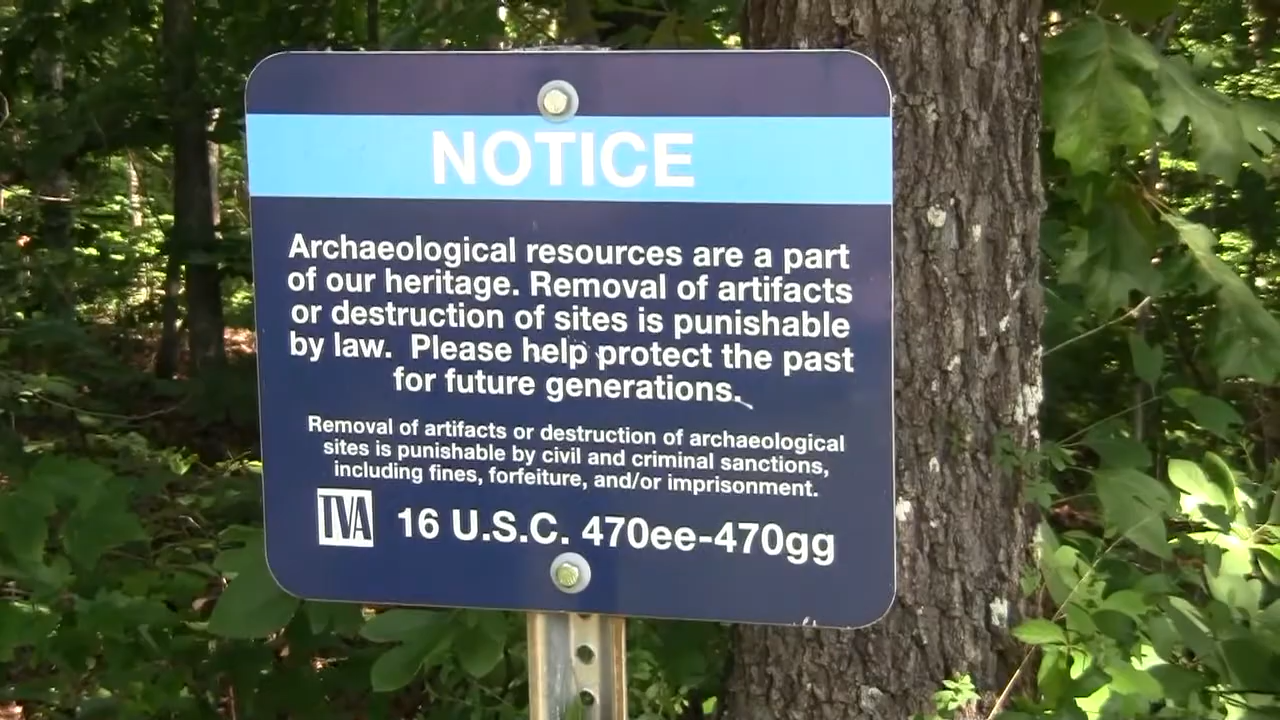 NOTICE
Archaeological resources are a part
of our heritage. Removal of artifacts
or destruction of sites is punishable
by law. Please help protect the past
for future generations.
Removal of artifacts or destruction of archaeological
sites is punishable by civil and criminal sanctions,
including fines, forfeiture, and/or imprisonment.
TVA 16 U.S.C. 470ee-470gg